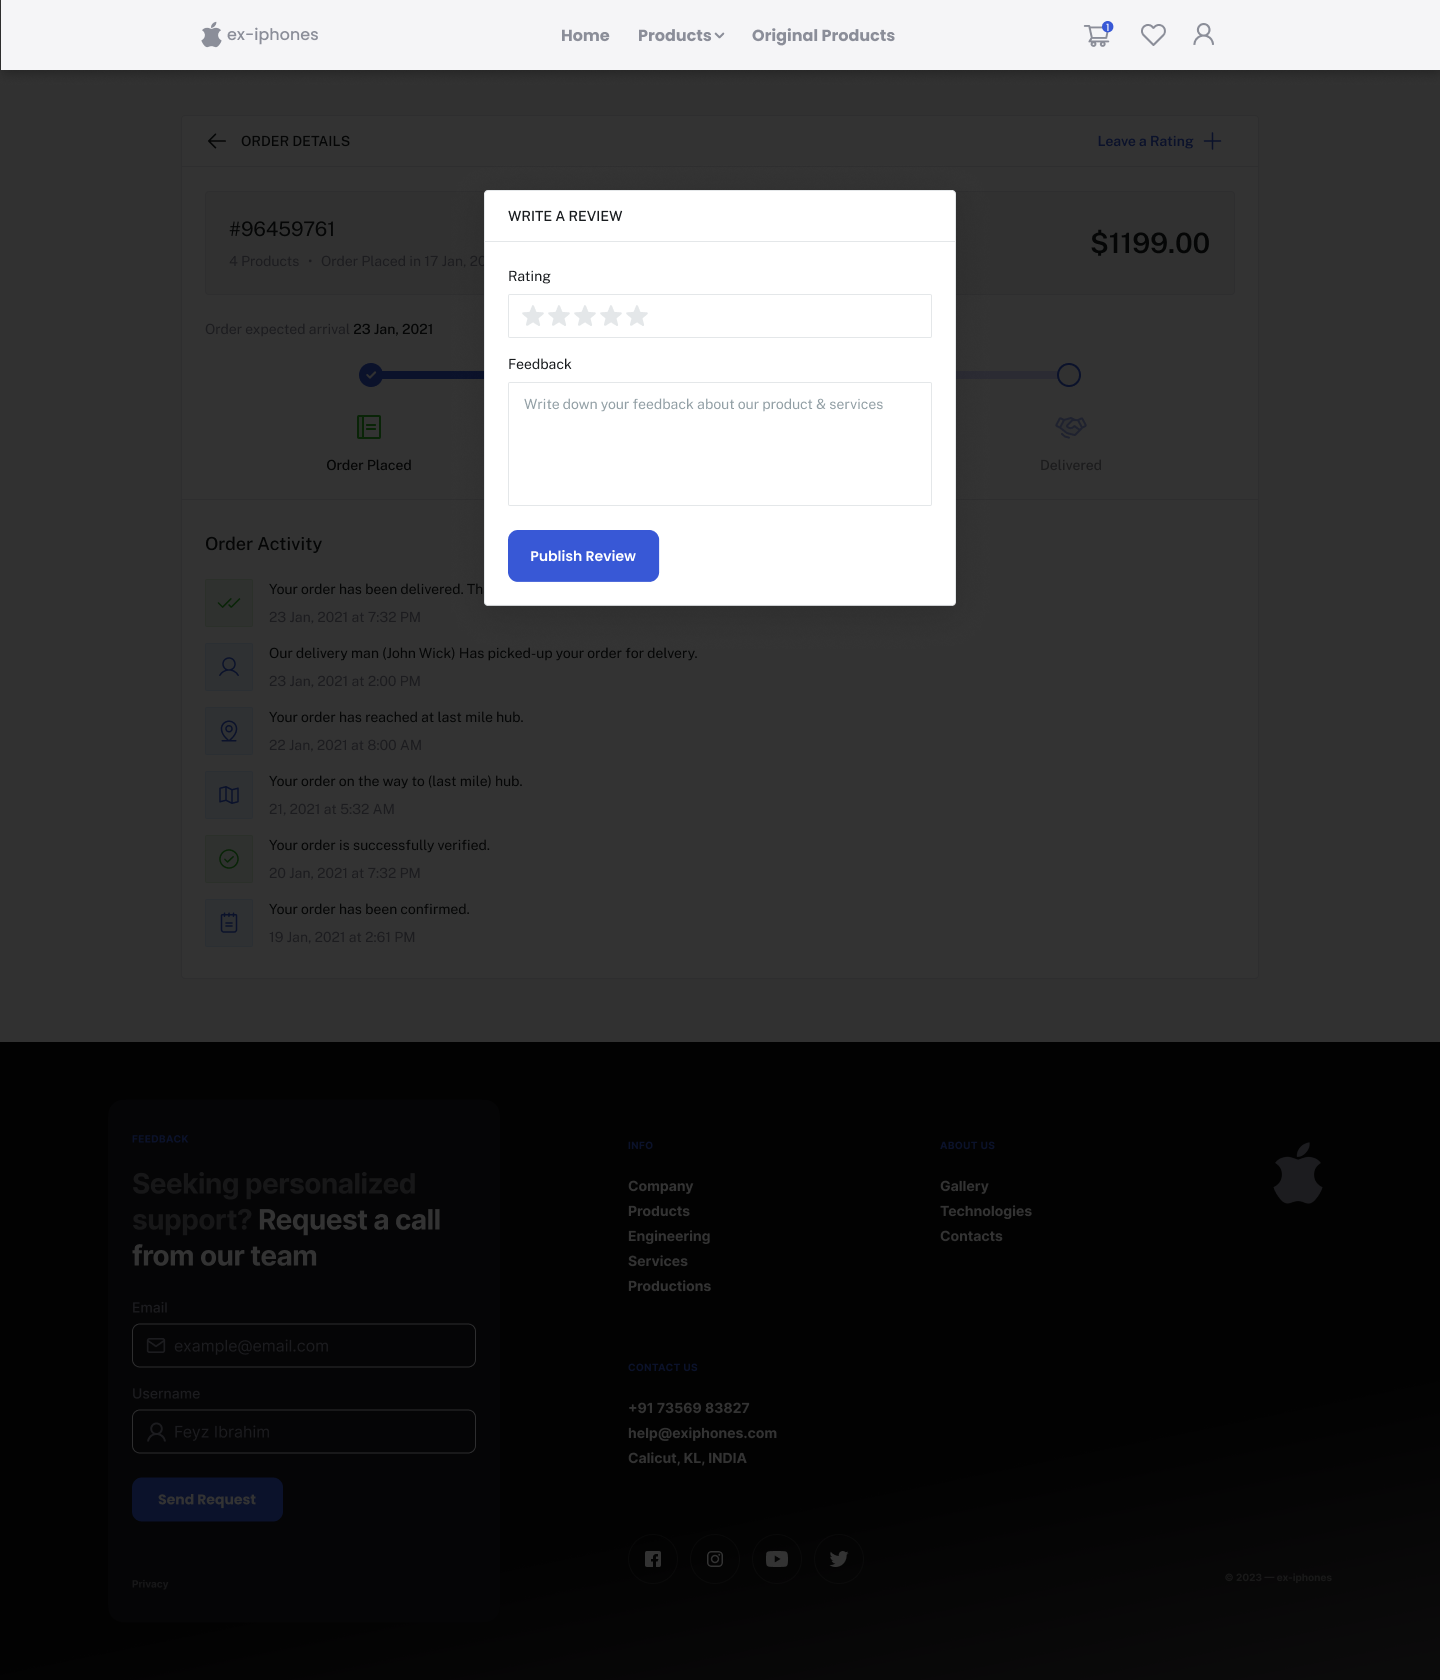 ex-iphones
Home Products Original Products
1
ORDER DETAILS
Leave a Rating
#96459761
4 Products • Order Placed in 17 Jan, 20
$1199.00
Order expected arrival 23 Jan, 2021
Order Placed
Delivered
WRITE A REVIEW
Rating
Feedback
Write down your feedback about our product & services
Publish Review
Order Activity
Your order has been delivered. Th
23 Jan, 2021 at 7:32 PM
Our delivery man (John Wick) Has picked-up your order for delvery.
23 Jan, 2021 at 2:00 PM
Your order has reached at last mile hub.
22 Jan, 2021 at 8:00 AM
Your order on the way to (last mile) hub.
21, 2021 at 5:32 AM
Your order is successfully verified.
20 Jan, 2021 at 7:32 PM
Your order has been confirmed.
19 Jan, 2021 at 2:61 PM
FEEDBACK
Seeking personalized
support? Request a call
from our team
Email
example@email.com
Username
Feyz Ibrahim
Send Request
Privacy
INFO
Company
Products
Engineering
Services
Productions
ABOUT US
Gallery
Technologies
Contacts
CONTACT US
+91 73569 83827
help@exiphones.com
Calicut, KL, INDIA
© 2023 — ex-iphones